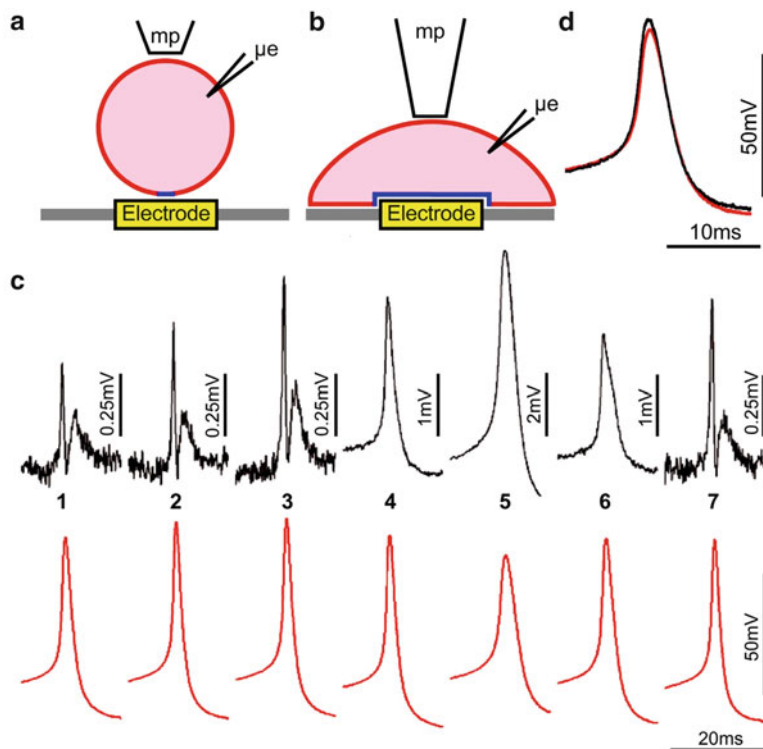 a
mp
µe
Electrode
b
mp
µe
Electrode
d
50mV
10ms
c
0.25mV
0.25mV
0.25mV
1mV
2mV
1mV
0.25mV
1 2 3 4 5 6 7
50mV
20ms